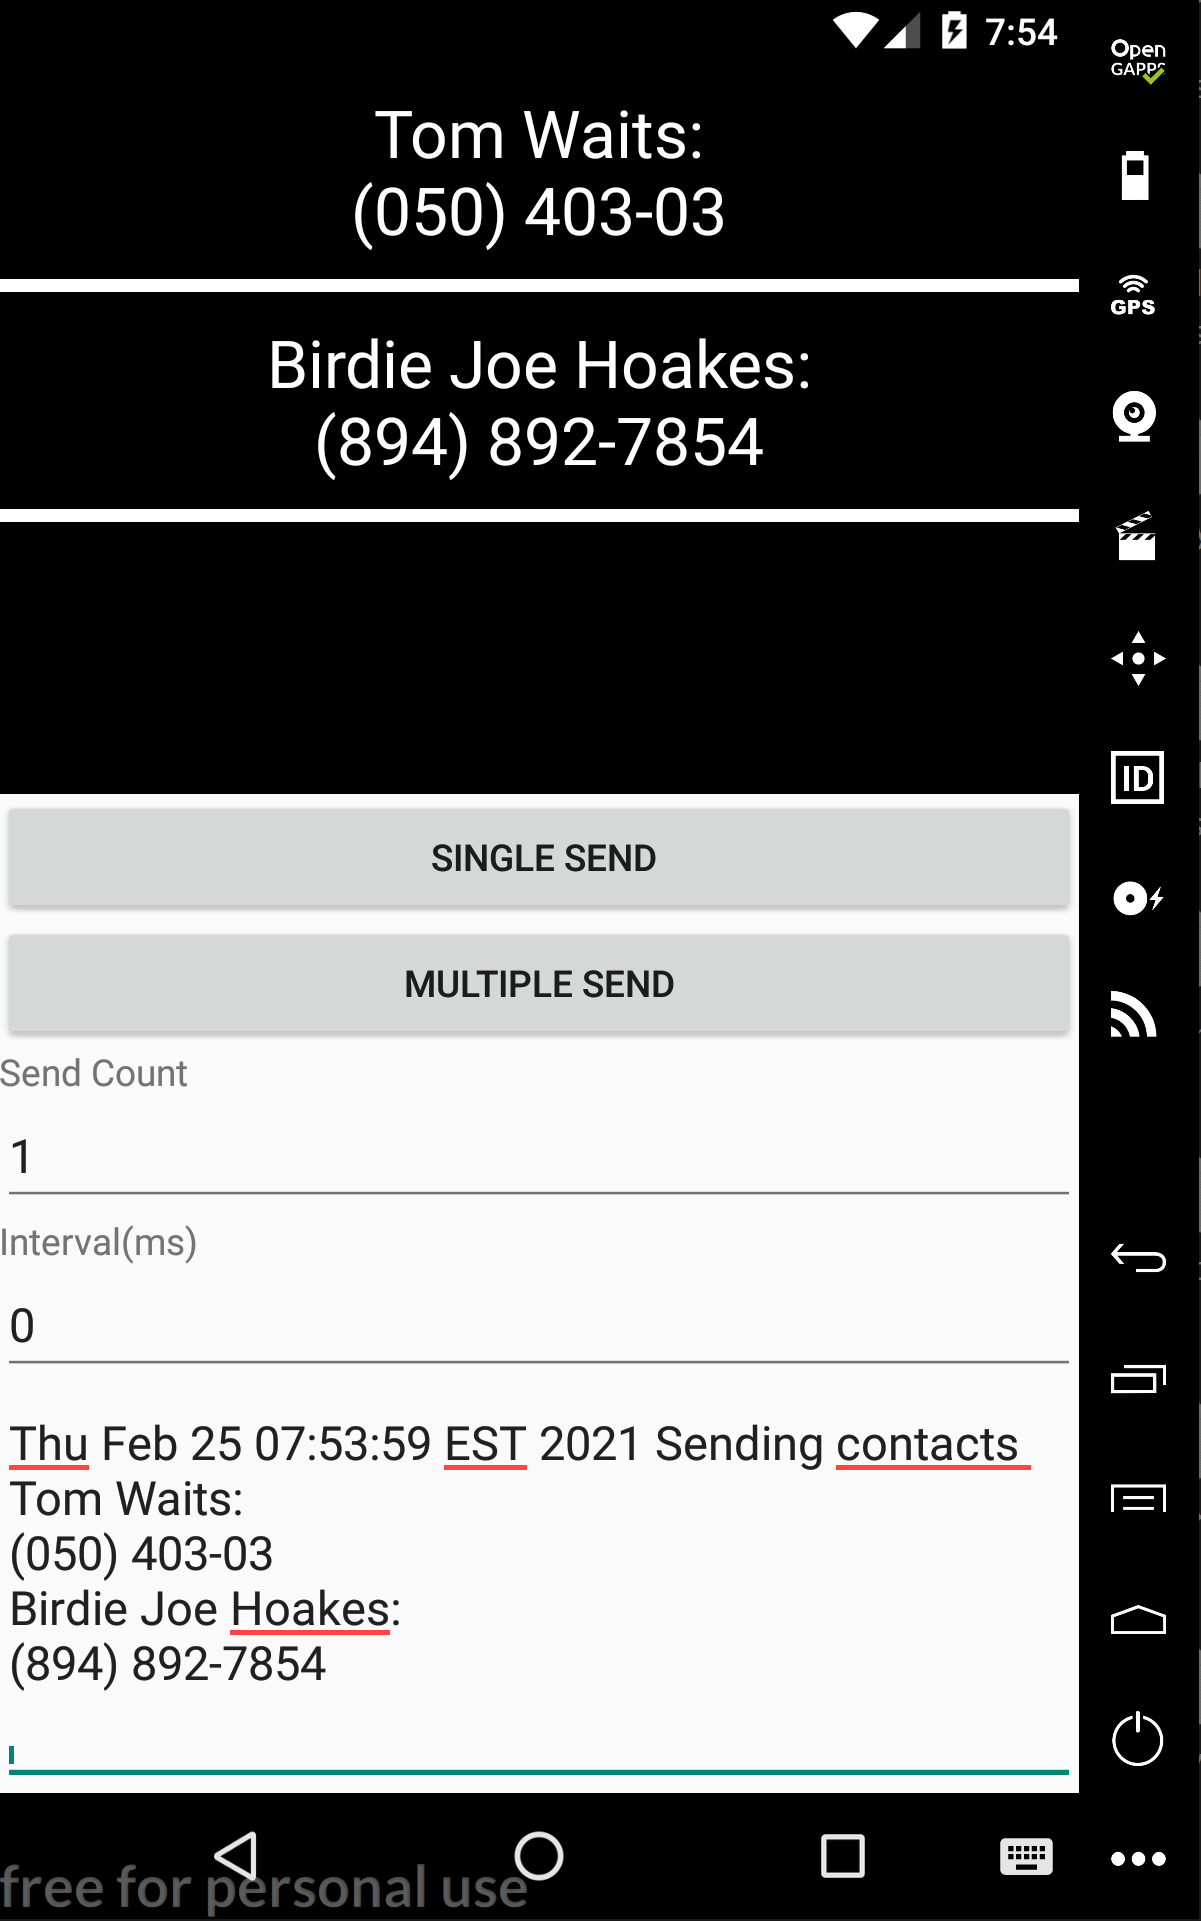 7:54
Open
GAPPS
Tom Waits:
(050) 403-03
GPS
Birdie Joe Hoakes:
(894) 892-7854
ID
SINGLE SEND
MULTIPLE SEND
Send Count
1
Interval(ms)
0
Thu Feb 25 07:53:59 EST 2021 Sending contacts
Tom Waits:
(050) 403-03
Birdie Joe Hoakes:
(894) 892-7854
free for personal use